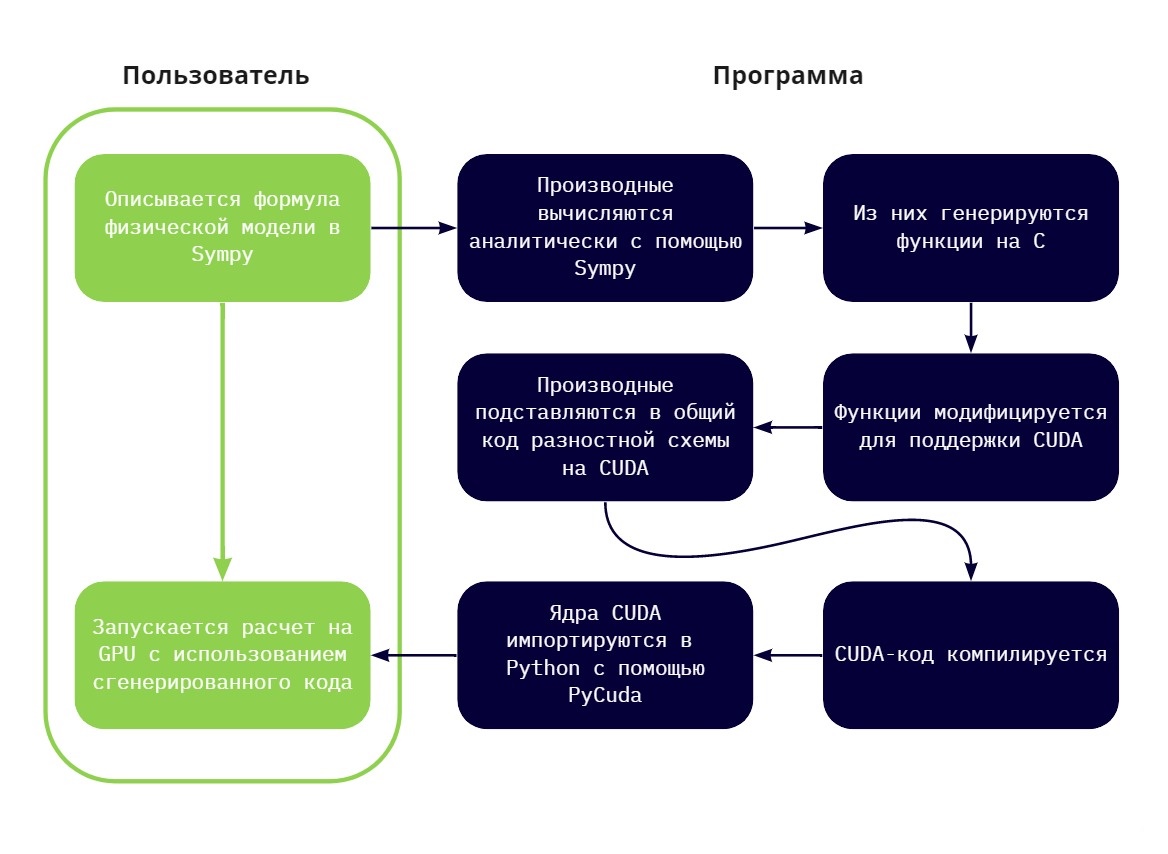 Пользователь
Программа
Описывается формула
физической модели в
Sympy
Производные
вычисляются
аналитически с помощью
Sympy
Из них генерируются
функции на C
Функции модифицируется
для поддержки CUDA
Производные
подставляются в общий
код разностной схемы
на CUDA
CUDA-код компилируется
Ядра CUDA
импортируются в
Python с помощью
PyCuda
Запускается расчет на
GPU с использованием
сгенерированного кода